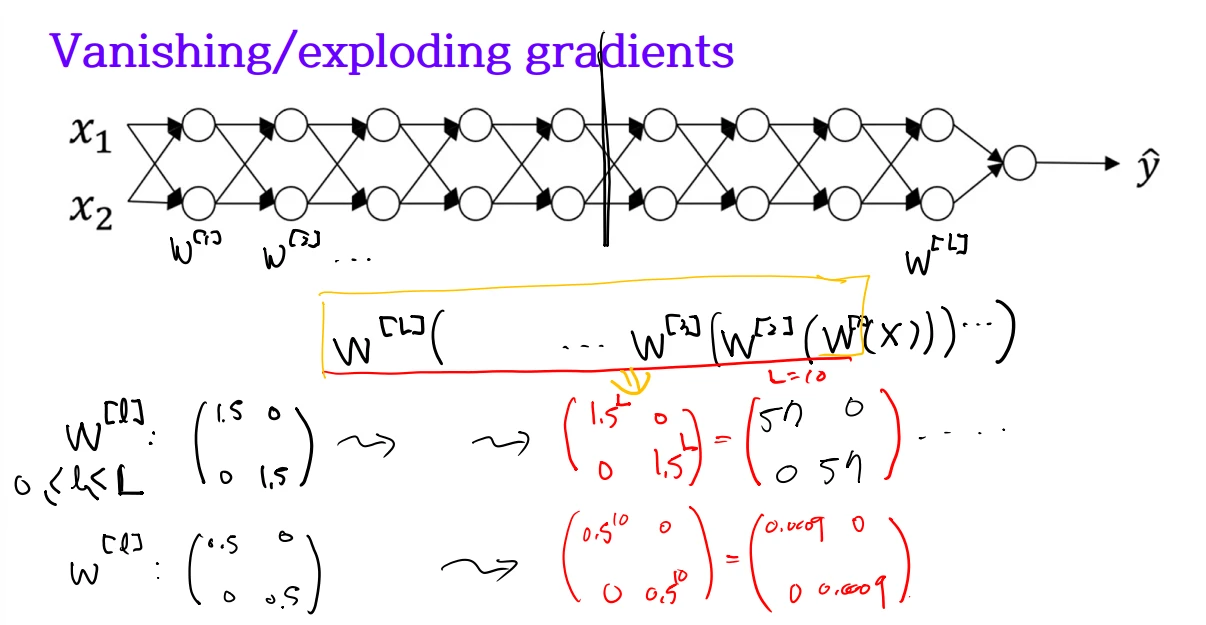 Vanishing/exploding gradients
x₁
x₂
ŷ
W^[1] W^[2] ... W^[L]
W^[L]( ... W^[3](W^[2](W^[1](x)))...)
L=10
W^[l]: (1.5 0 (1.5^L 0 = (57 0 .....
0 1.5) 0 1.5^L) 0 57)
0 ≤ l < L
W^[l]: (0.5 0 (0.5^10 0 = (0.0009 0
0 0.5) 0 0.5^10) 0 0.0009)